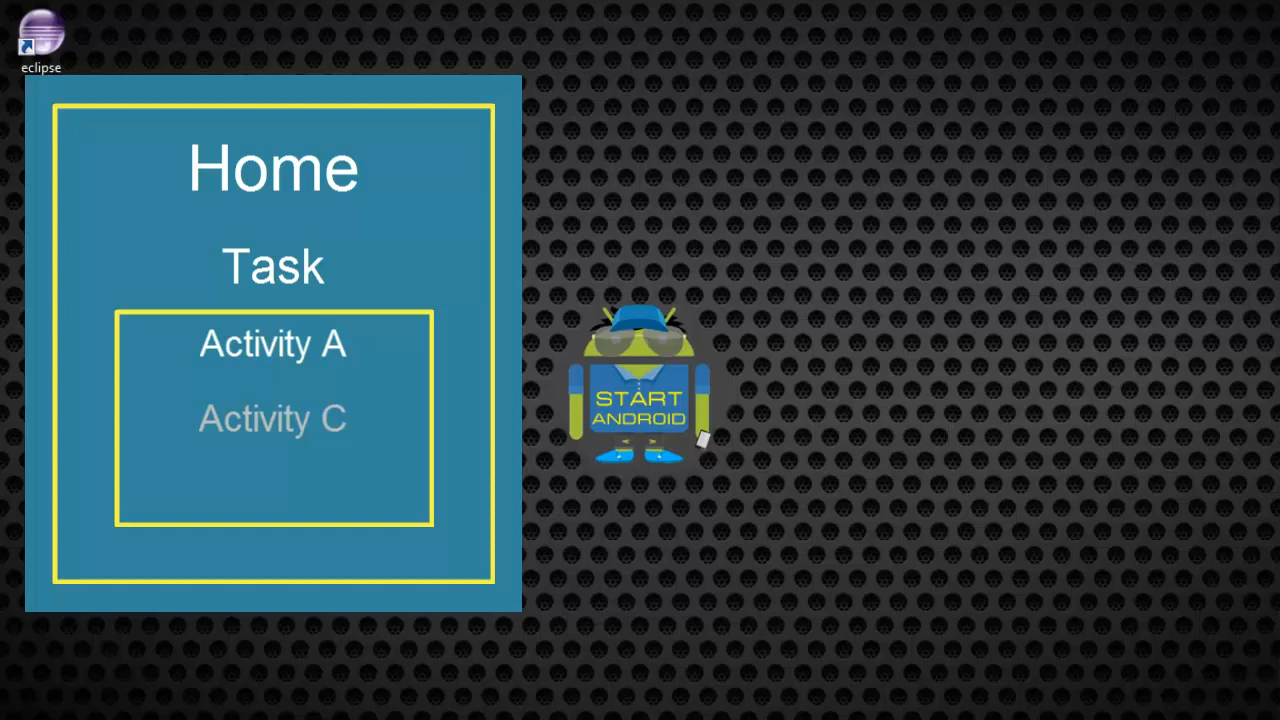 eclipse
Home
Task
Activity A
Activity C
START
ANDROID